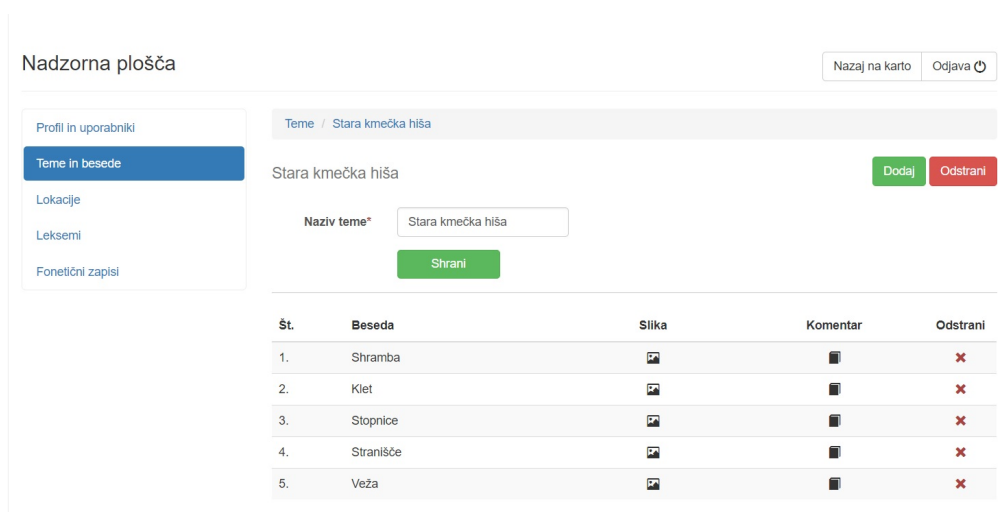 Nadzorna plošča
Nazaj na karto Odjava
Profil in uporabniki
Teme in besede
Lokacije
Leksemi
Fonetični zapisi
Teme / Stara kmečka hiša
Stara kmečka hiša
Dodaj Odstrani
Naziv teme* Stara kmečka hiša
Shrani
Št. Beseda Slika Komentar Odstrani
1. Shramba
2. Klet
3. Stopnice
4. Stranišče
5. Veža